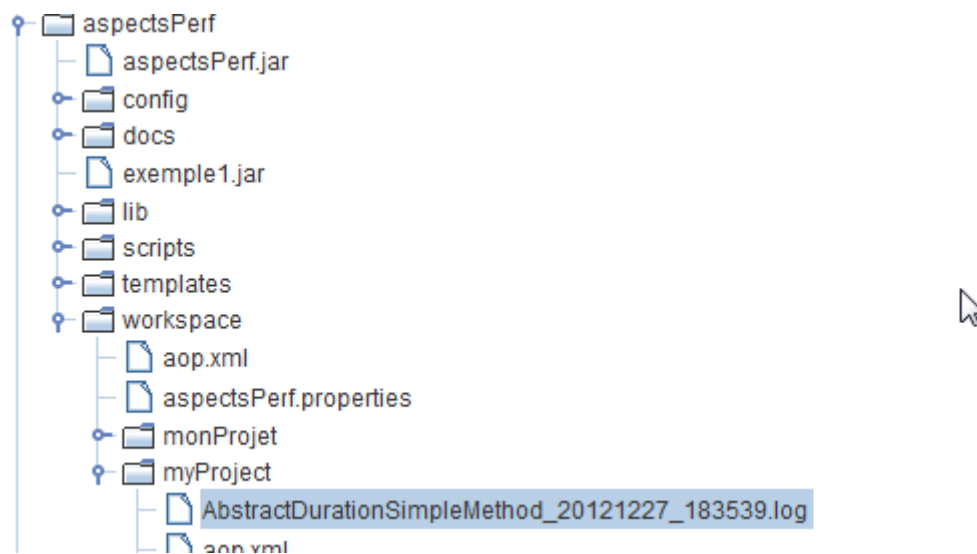 aspectsPerf
aspectsPerf.jar
config
docs
exemple1.jar
lib
scripts
templates
workspace
aop.xml
aspectsPerf.properties
monProjet
myProject
AbstractDurationSimpleMethod_20121227_183539.log
aop.xml